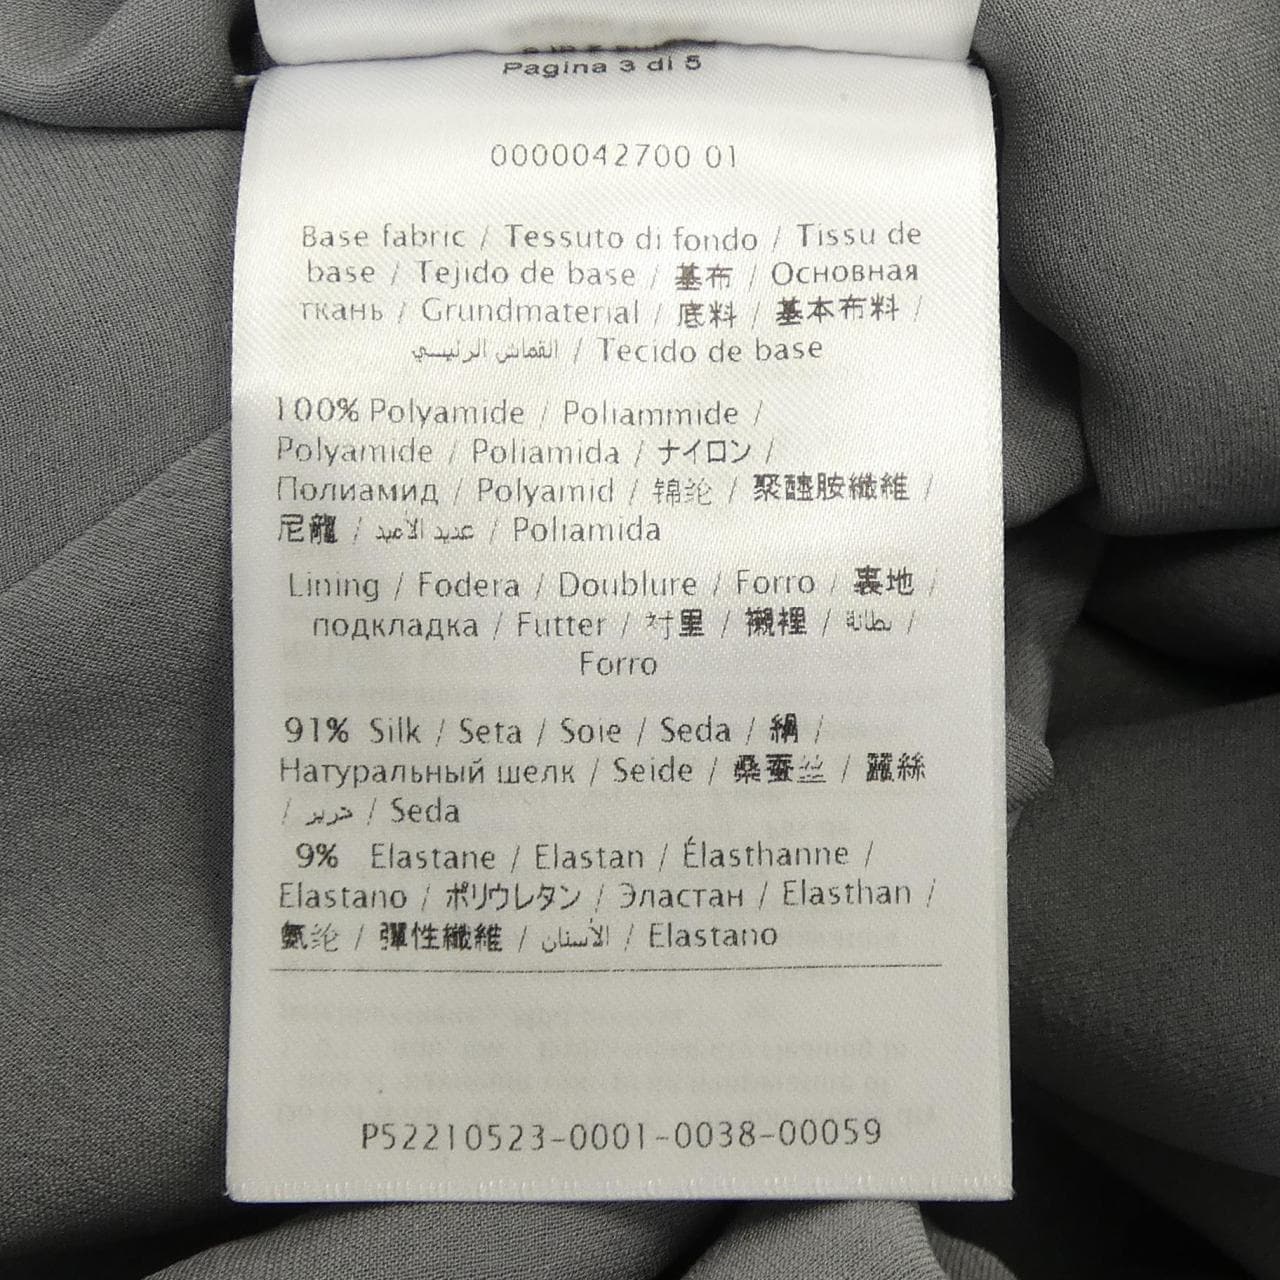 Pagina 3 di 5
0000042700 01
Base fabric / Tessuto di fondo / Tissu de
base / Tejido de base / 基布 / Основная
ткань / Grundmaterial / 底料 / 基本布料 /
القماش الرئيسي / Tecido de base
100% Polyamide / Poliammide /
Polyamide / Poliamida / ナイロン /
Полиамид / Polyamid / 锦纶 / 聚醯胺纖維 /
尼龍 / عديد الأميد / Poliamida
Lining / Fodera / Doublure / Forro / 裏地 /
подкладка / Futter / 衬里 / 襯裡 / بطانة /
Forro
91% Silk / Seta / Soie / Seda / 絹 /
Натуральный шелк / Seide / 桑蚕丝 / 蠶絲
/ حرير / Seda
9% Elastane / Elastan / Élasthanne /
Elastano / ポリウレタン / Эластан / Elasthan /
氨纶 / 彈性纖維 / الأستان / Elastano
P52210523-0001-0038-00059